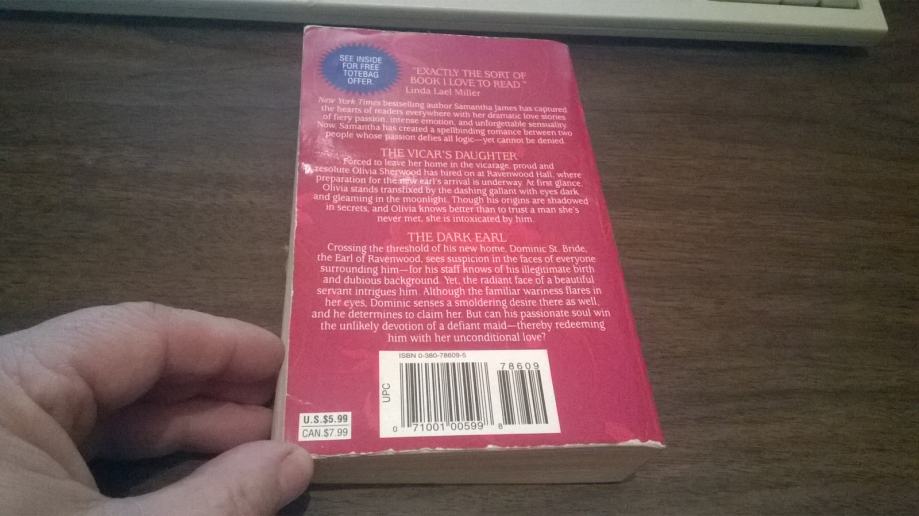 SEE INSIDE
FOR FREE
TOTEBAG
OFFER.
"EXACTLY THE SORT OF
BOOK I LOVE TO READ."
Linda Lael Miller
New York Times bestselling author Samantha James has captured
the hearts of readers everywhere with her dramatic love stories
of fiery passion, intense emotion, and unforgettable sensuality.
Now, Samantha has created a spellbinding romance between two
people whose passion defies all logic—yet cannot be denied.
THE VICAR'S DAUGHTER
Forced to leave her home in the vicarage, proud and
resolute Olivia Sherwood has hired on at Ravenwood Hall, where
preparation for the new earl's arrival is underway. At first glance,
Olivia stands transfixed by the dashing gallant with eyes dark
and gleaming in the moonlight. Though his origins are shadowed
in secrets, and Olivia knows better than to trust a man she's
never met, she is intoxicated by him.
THE DARK EARL
Crossing the threshold of his new home, Dominic St. Bride,
the Earl of Ravenwood, sees suspicion in the faces of everyone
surrounding him—for his staff knows of his illegitimate birth
and dubious background. Yet, the radiant face of a beautiful
servant intrigues him. Although the familiar wariness flares in
her eyes, Dominic senses a smoldering desire there as well,
and he determines to claim her. But can his passionate soul win
the unlikely devotion of a defiant maid—thereby redeeming
him with her unconditional love?
ISBN 0-380-78609-5
78609
UPC
0 71001 00599 8
U.S.$5.99
CAN.$7.99